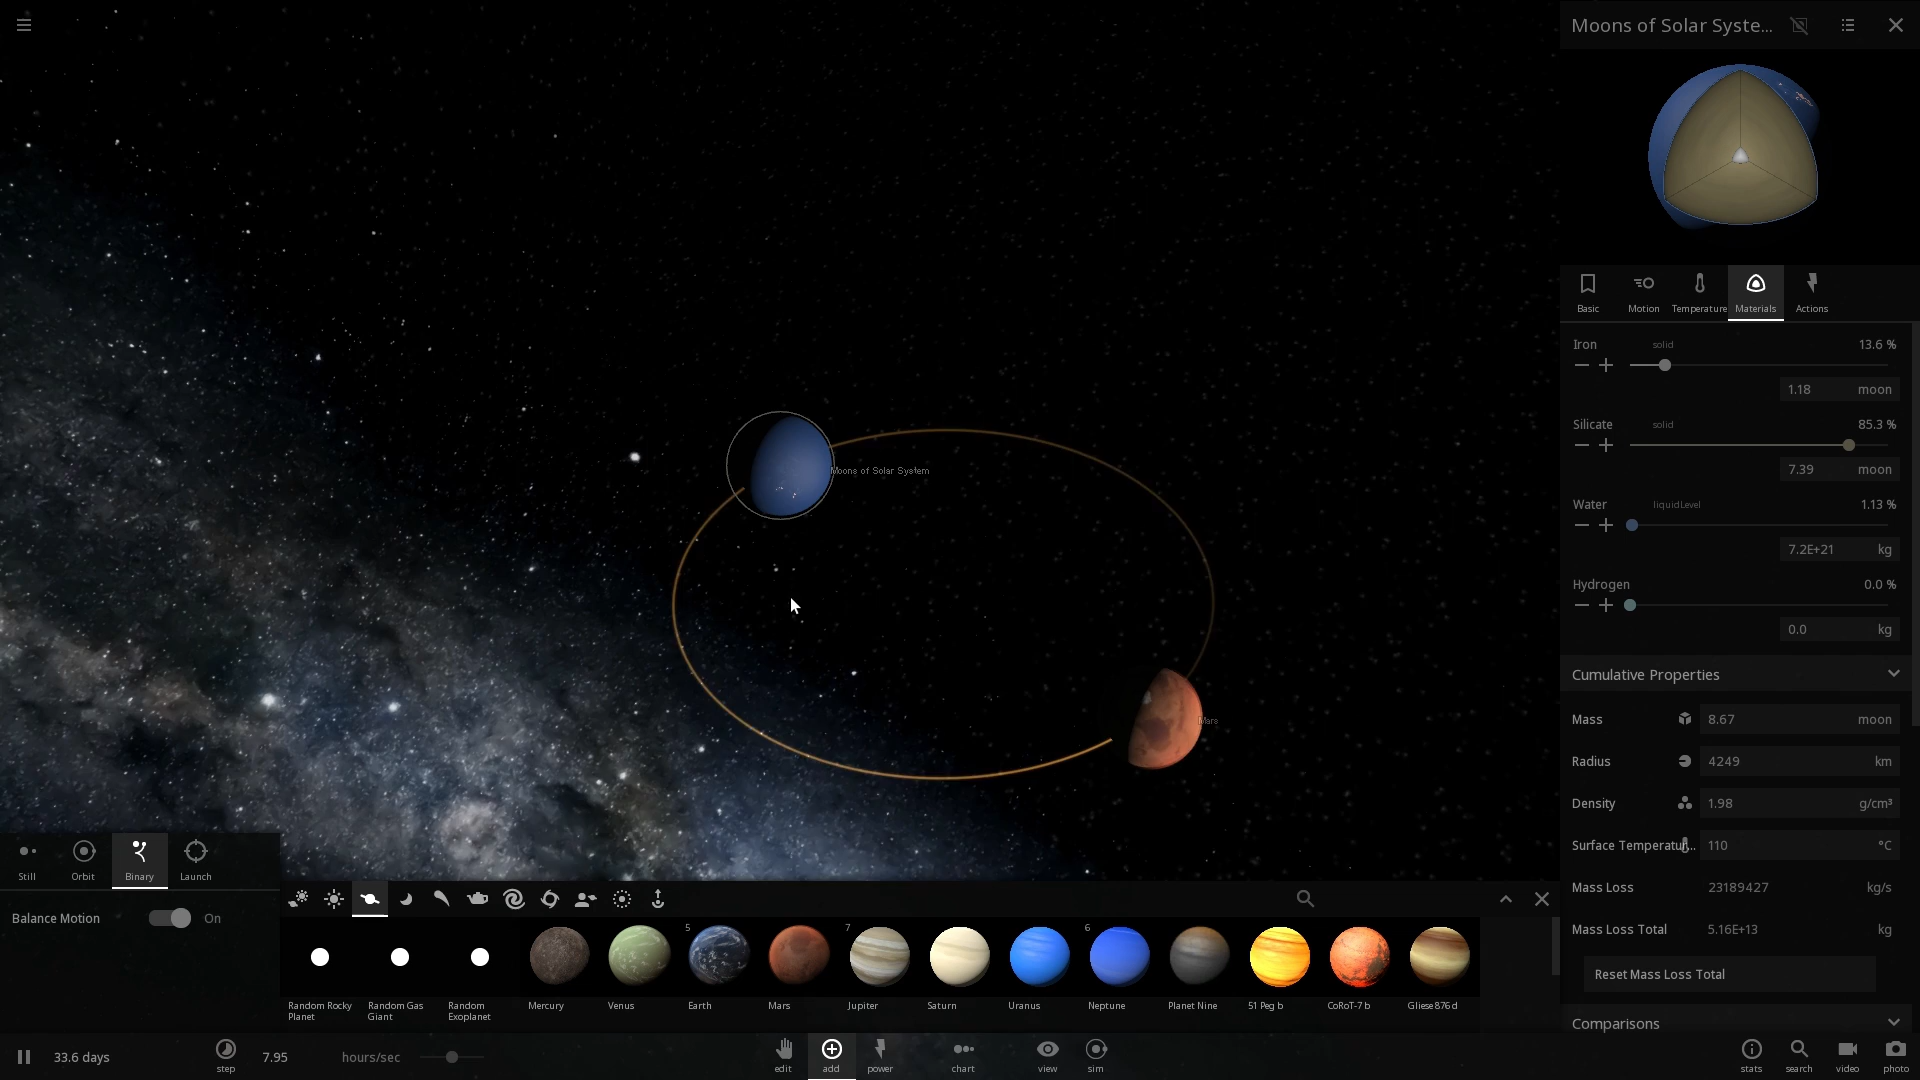 Moons of Solar Syste...
Basic
Motion
Temperature
Materials
Actions
Iron
solid
13.6 %
1.18
moon
Silicate
solid
85.3 %
7.39
moon
Water
liquidLevel
1.13 %
7.2E+21
kg
Hydrogen
0.0 %
0.0
kg
Cumulative Properties
Mass
8.67
moon
Radius
4249
km
Density
1.98
g/cm³
Surface Temperatur...
110
°C
Mass Loss
23189427
kg/s
Mass Loss Total
5.16E+13
kg
Reset Mass Loss Total
Comparisons
Moons of Solar System
Mars
Still
Orbit
Binary
Launch
Balance Motion
On
5
7
6
Random Rocky
Planet
Random Gas
Giant
Random
Exoplanet
Mercury
Venus
Earth
Mars
Jupiter
Saturn
Uranus
Neptune
Planet Nine
51 Peg b
CoRoT-7 b
Gliese 876 d
33.6 days
step
7.95
hours/sec
edit
add
power
chart
view
sim
stats
search
video
photo